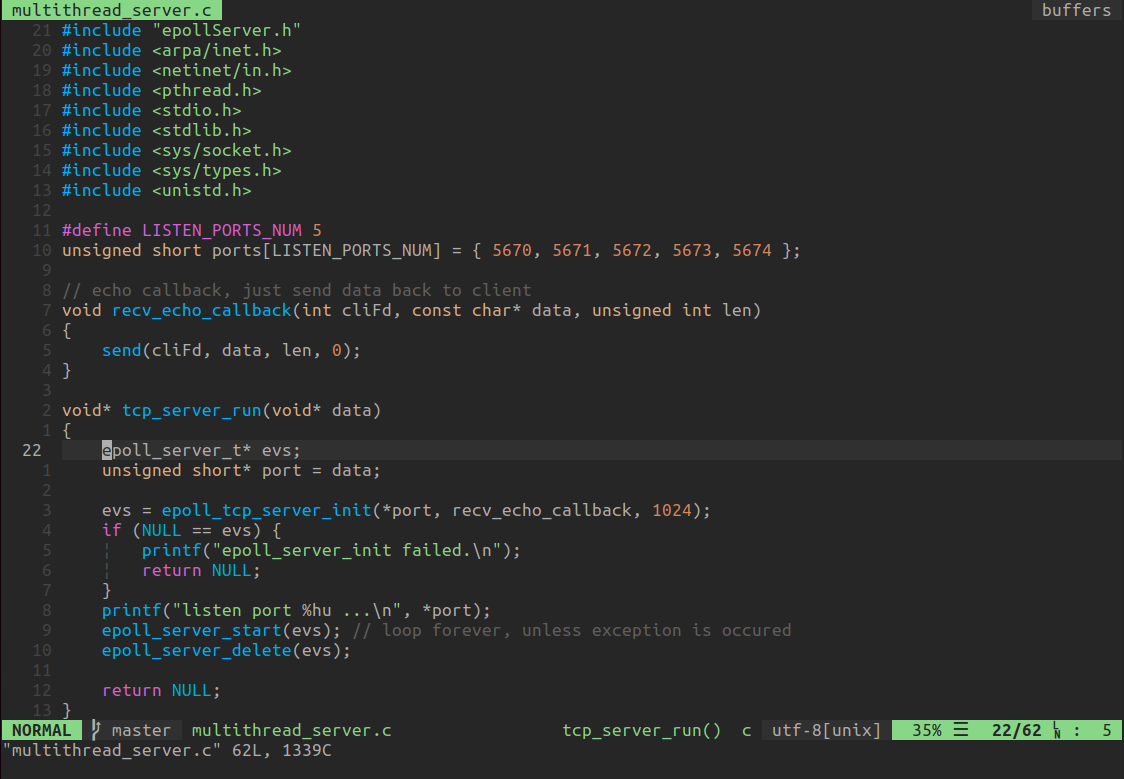 multithread_server.c buffers
21 #include "epollServer.h"
20 #include <arpa/inet.h>
19 #include <netinet/in.h>
18 #include <pthread.h>
17 #include <stdio.h>
16 #include <stdlib.h>
15 #include <sys/socket.h>
14 #include <sys/types.h>
13 #include <unistd.h>
12
11 #define LISTEN_PORTS_NUM 5
10 unsigned short ports[LISTEN_PORTS_NUM] = { 5670, 5671, 5672, 5673, 5674 };
9
8 // echo callback, just send data back to client
7 void recv_echo_callback(int cliFd, const char* data, unsigned int len)
6 {
5     send(cliFd, data, len, 0);
4 }
3
2 void* tcp_server_run(void* data)
1 {
22     epoll_server_t* evs;
1     unsigned short* port = data;
2
3     evs = epoll_tcp_server_init(*port, recv_echo_callback, 1024);
4     if (NULL == evs) {
5     ¦   printf("epoll_server_init failed.\n");
6     ¦   return NULL;
7     }
8     printf("listen port %hu ...\n", *port);
9     epoll_server_start(evs); // loop forever, unless exception is occured
10     epoll_server_delete(evs);
11
12     return NULL;
13 }
NORMAL master multithread_server.c tcp_server_run() c utf-8[unix] 35% ☰ 22/62 LN : 5
"multithread_server.c" 62L, 1339C